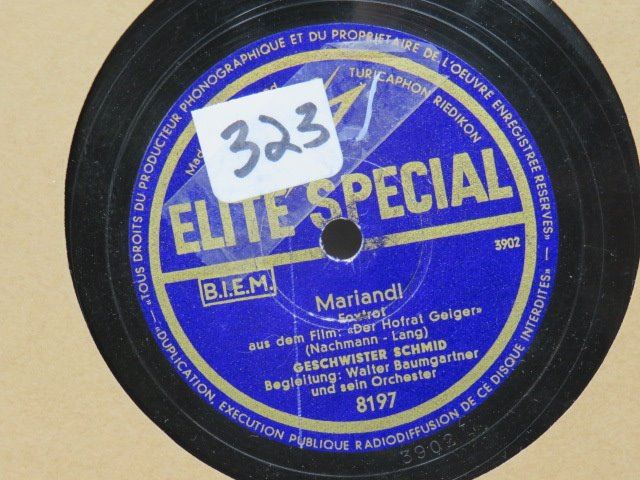 «TOUS DROITS DU PRODUCTEUR PHONOGRAPHIQUE ET DU PROPRIETAIRE DE L'OEUVRE ENREGISTREE RESERVES»
TURICAPHON RIEDIKON
323
ELITE SPECIAL
3902
B.I.E.M.
Mariandl
Foxtrot
aus dem Film: «Der Hofrat Geiger»
(Nachmann - Lang)
GESCHWISTER SCHMID
Begleitung: Walter Baumgartner
und sein Orchester
8197
«DUPLICATION, EXECUTION PUBLIQUE RADIODIFFUSION DE CE DISQUE INTERDITES»
3902